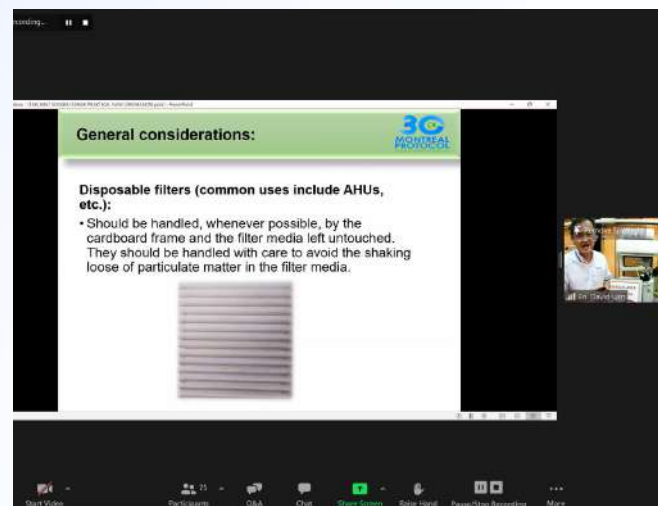 General considerations:
30
MONTREAL
PROTOCOL
Disposable filters (common uses include AHUs,
etc.):
• Should be handled, whenever possible, by the
cardboard frame and the filter media left untouched.
They should be handled with care to avoid the shaking
loose of particulate matter in the filter media.
Start Video
Participants
25
Q&A
Chat
Share Screen
Raise Hand
Pause/Stop Recording
More